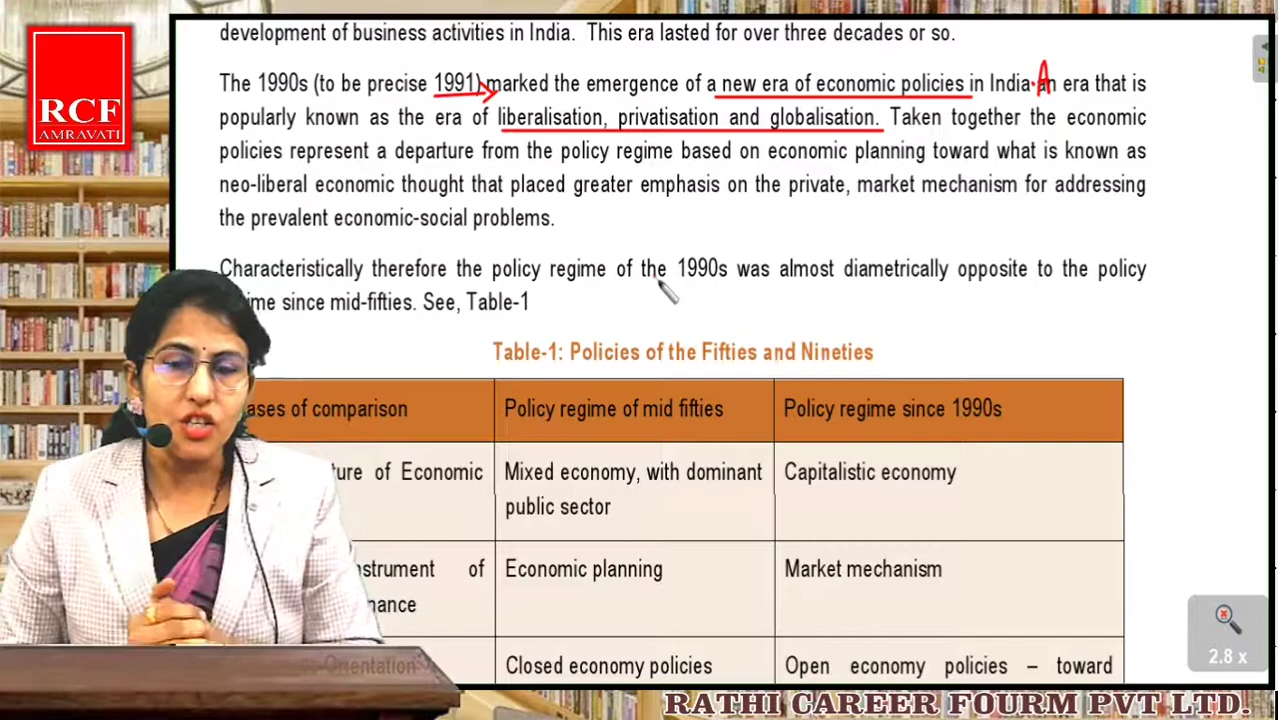 RCF
AMRAVATI
development of business activities in India. This era lasted for over three decades or so.
The 1990s (to be precise 1991) marked the emergence of a new era of economic policies in India. A
an era that is
popularly known as the era of liberalisation, privatisation and globalisation. Taken together the economic
policies represent a departure from the policy regime based on economic planning toward what is known as
neo-liberal economic thought that placed greater emphasis on the private, market mechanism for addressing
the prevalent economic-social problems.
Characteristically therefore the policy regime of the 1990s was almost diametrically opposite to the policy
since mid-fifties. See, Table-1
Table-1: Policies of the Fifties and Nineties
of comparison Policy regime of mid fifties Policy regime since 1990s
of Economic Mixed economy, with dominant Capitalistic economy
public sector
of Economic planning Market mechanism
Orientation Closed economy policies Open economy policies – toward
2.8 x
RATHI CAREER FOURM PVT LTD.